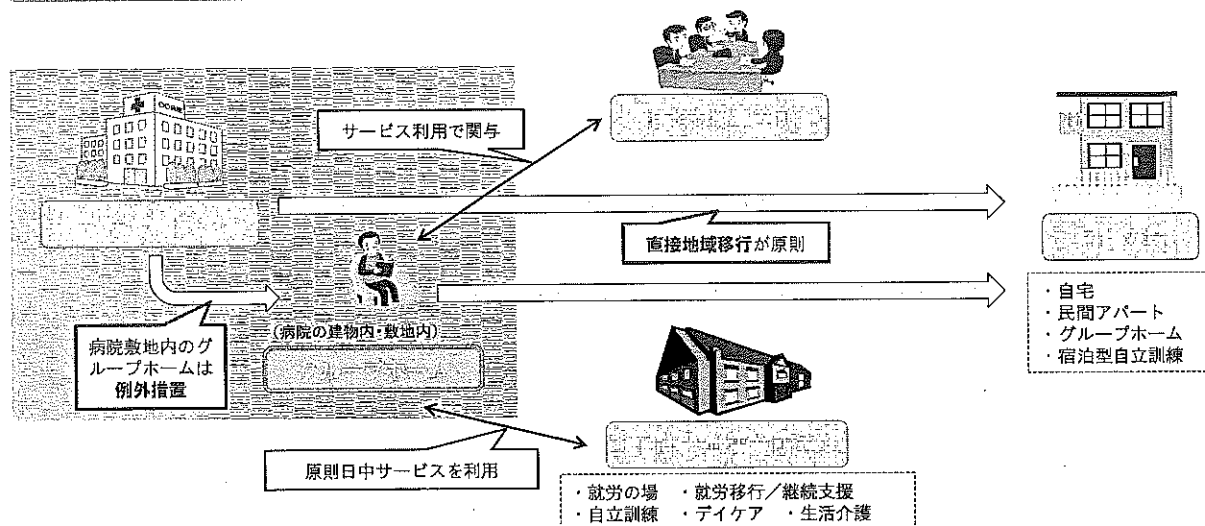 サービス利用で関与
直接地域移行が原則
(病院の建物内・敷地内)
病院敷地内のグ
ループホームは
例外措置
・自宅
・民間アパート
・グループホーム
・宿泊型自立訓練
原則日中サービスを利用
・就労の場 ・就労移行/継続支援
・自立訓練 ・デイケア ・生活介護